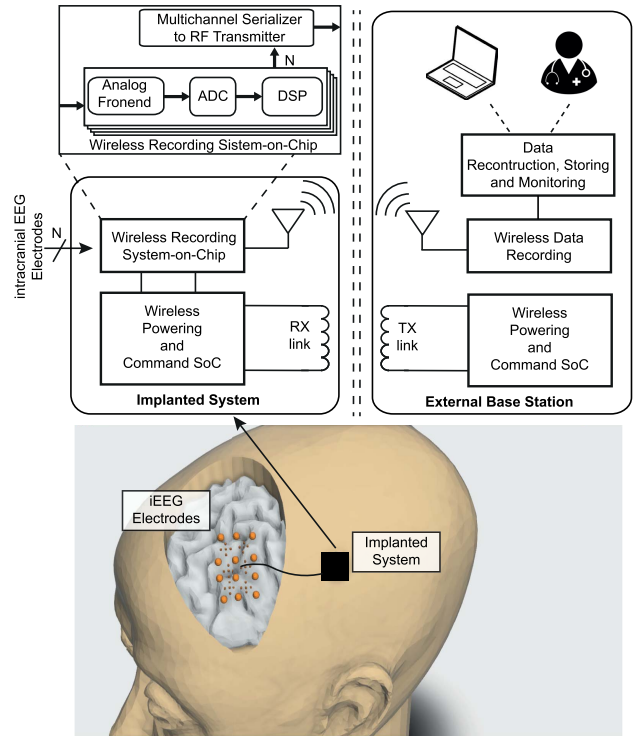 Multichannel Serializer
to RF Transmitter
N
Analog
Fronend
ADC
DSP
Wireless Recording Sistem-on-Chip
intracranial EEG
Electrodes
N
Wireless Recording
System-on-Chip
Wireless
Powering
and
Command SoC
RX
link
Implanted System
Data
Recontruction, Storing
and Monitoring
Wireless Data
Recording
TX
link
Wireless
Powering
and
Command SoC
External Base Station
iEEG
Electrodes
Implanted
System